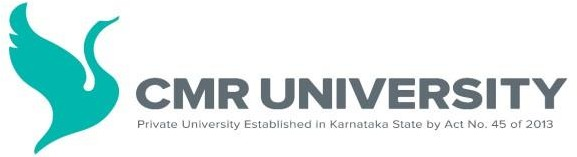 CMR UNIVERSITY
Private University Established in Karnataka State by Act No. 45 of 2013